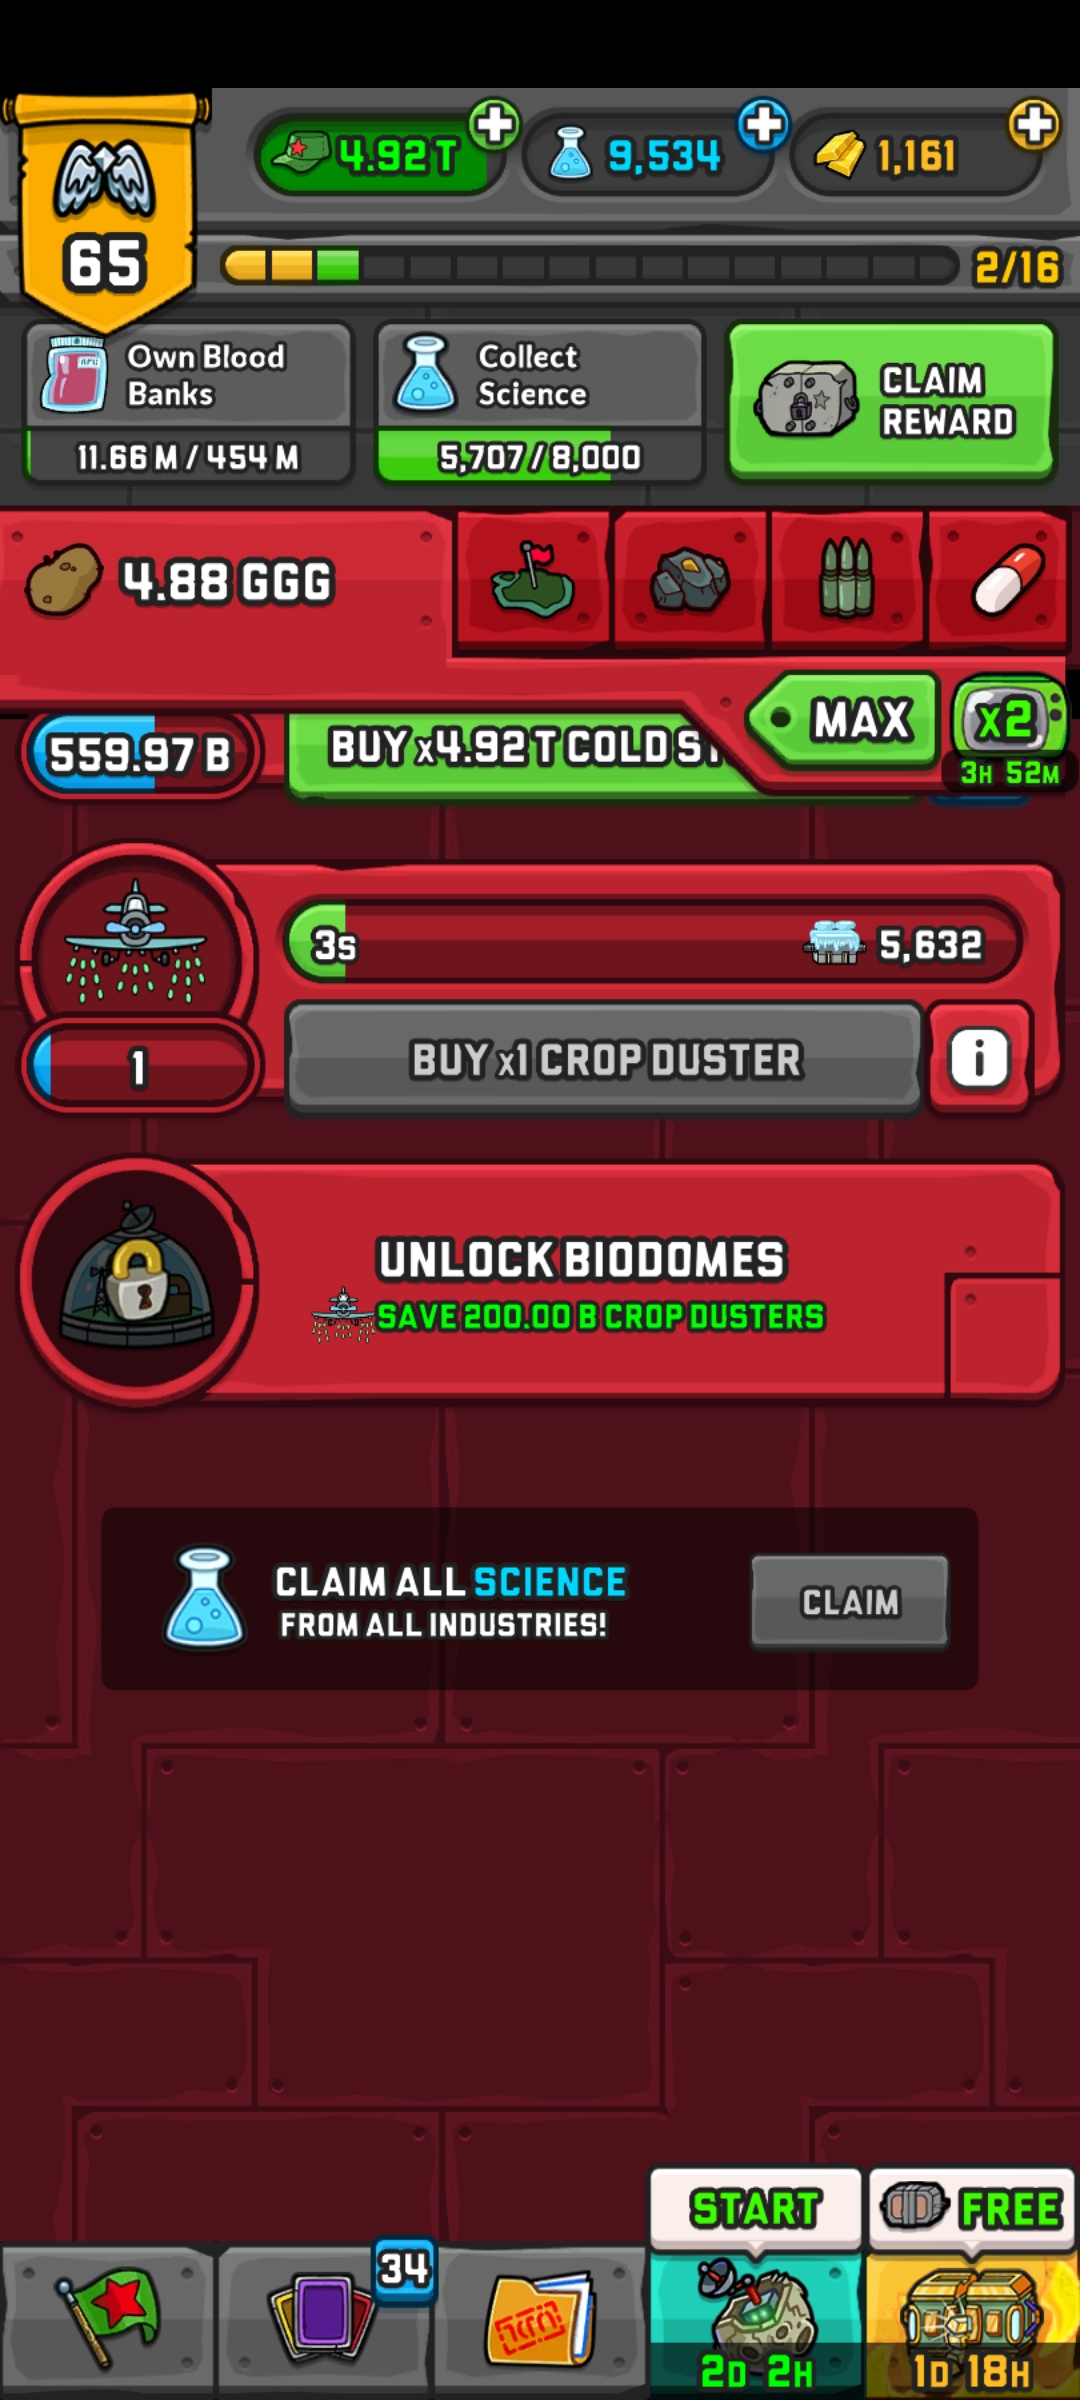 65
4.92 T
9,534
1,161
2/16
Own Blood
Banks
11.66 M / 454 M
Collect
Science
5,707 / 8,000
CLAIM
REWARD
4.88 GGG
MAX
x2
3H 52M
559.97 B
BUY x4.92 T COLD
3s
5,632
1
BUY x1 CROP DUSTER
i
UNLOCK BIODOMES
SAVE 200.00 B CROP DUSTERS
CLAIM ALL SCIENCE
FROM ALL INDUSTRIES!
CLAIM
START
FREE
34
2D 2H
1D 18H